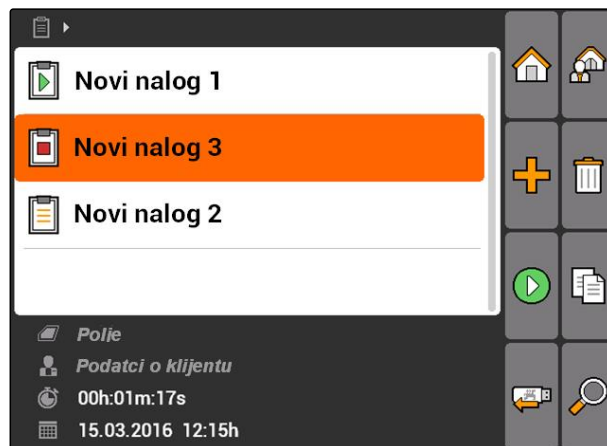 Novi nalog 1
Novi nalog 3
Novi nalog 2
Polje
Podatci o klijentu
00h:01m:17s
15.03.2016 12:15h